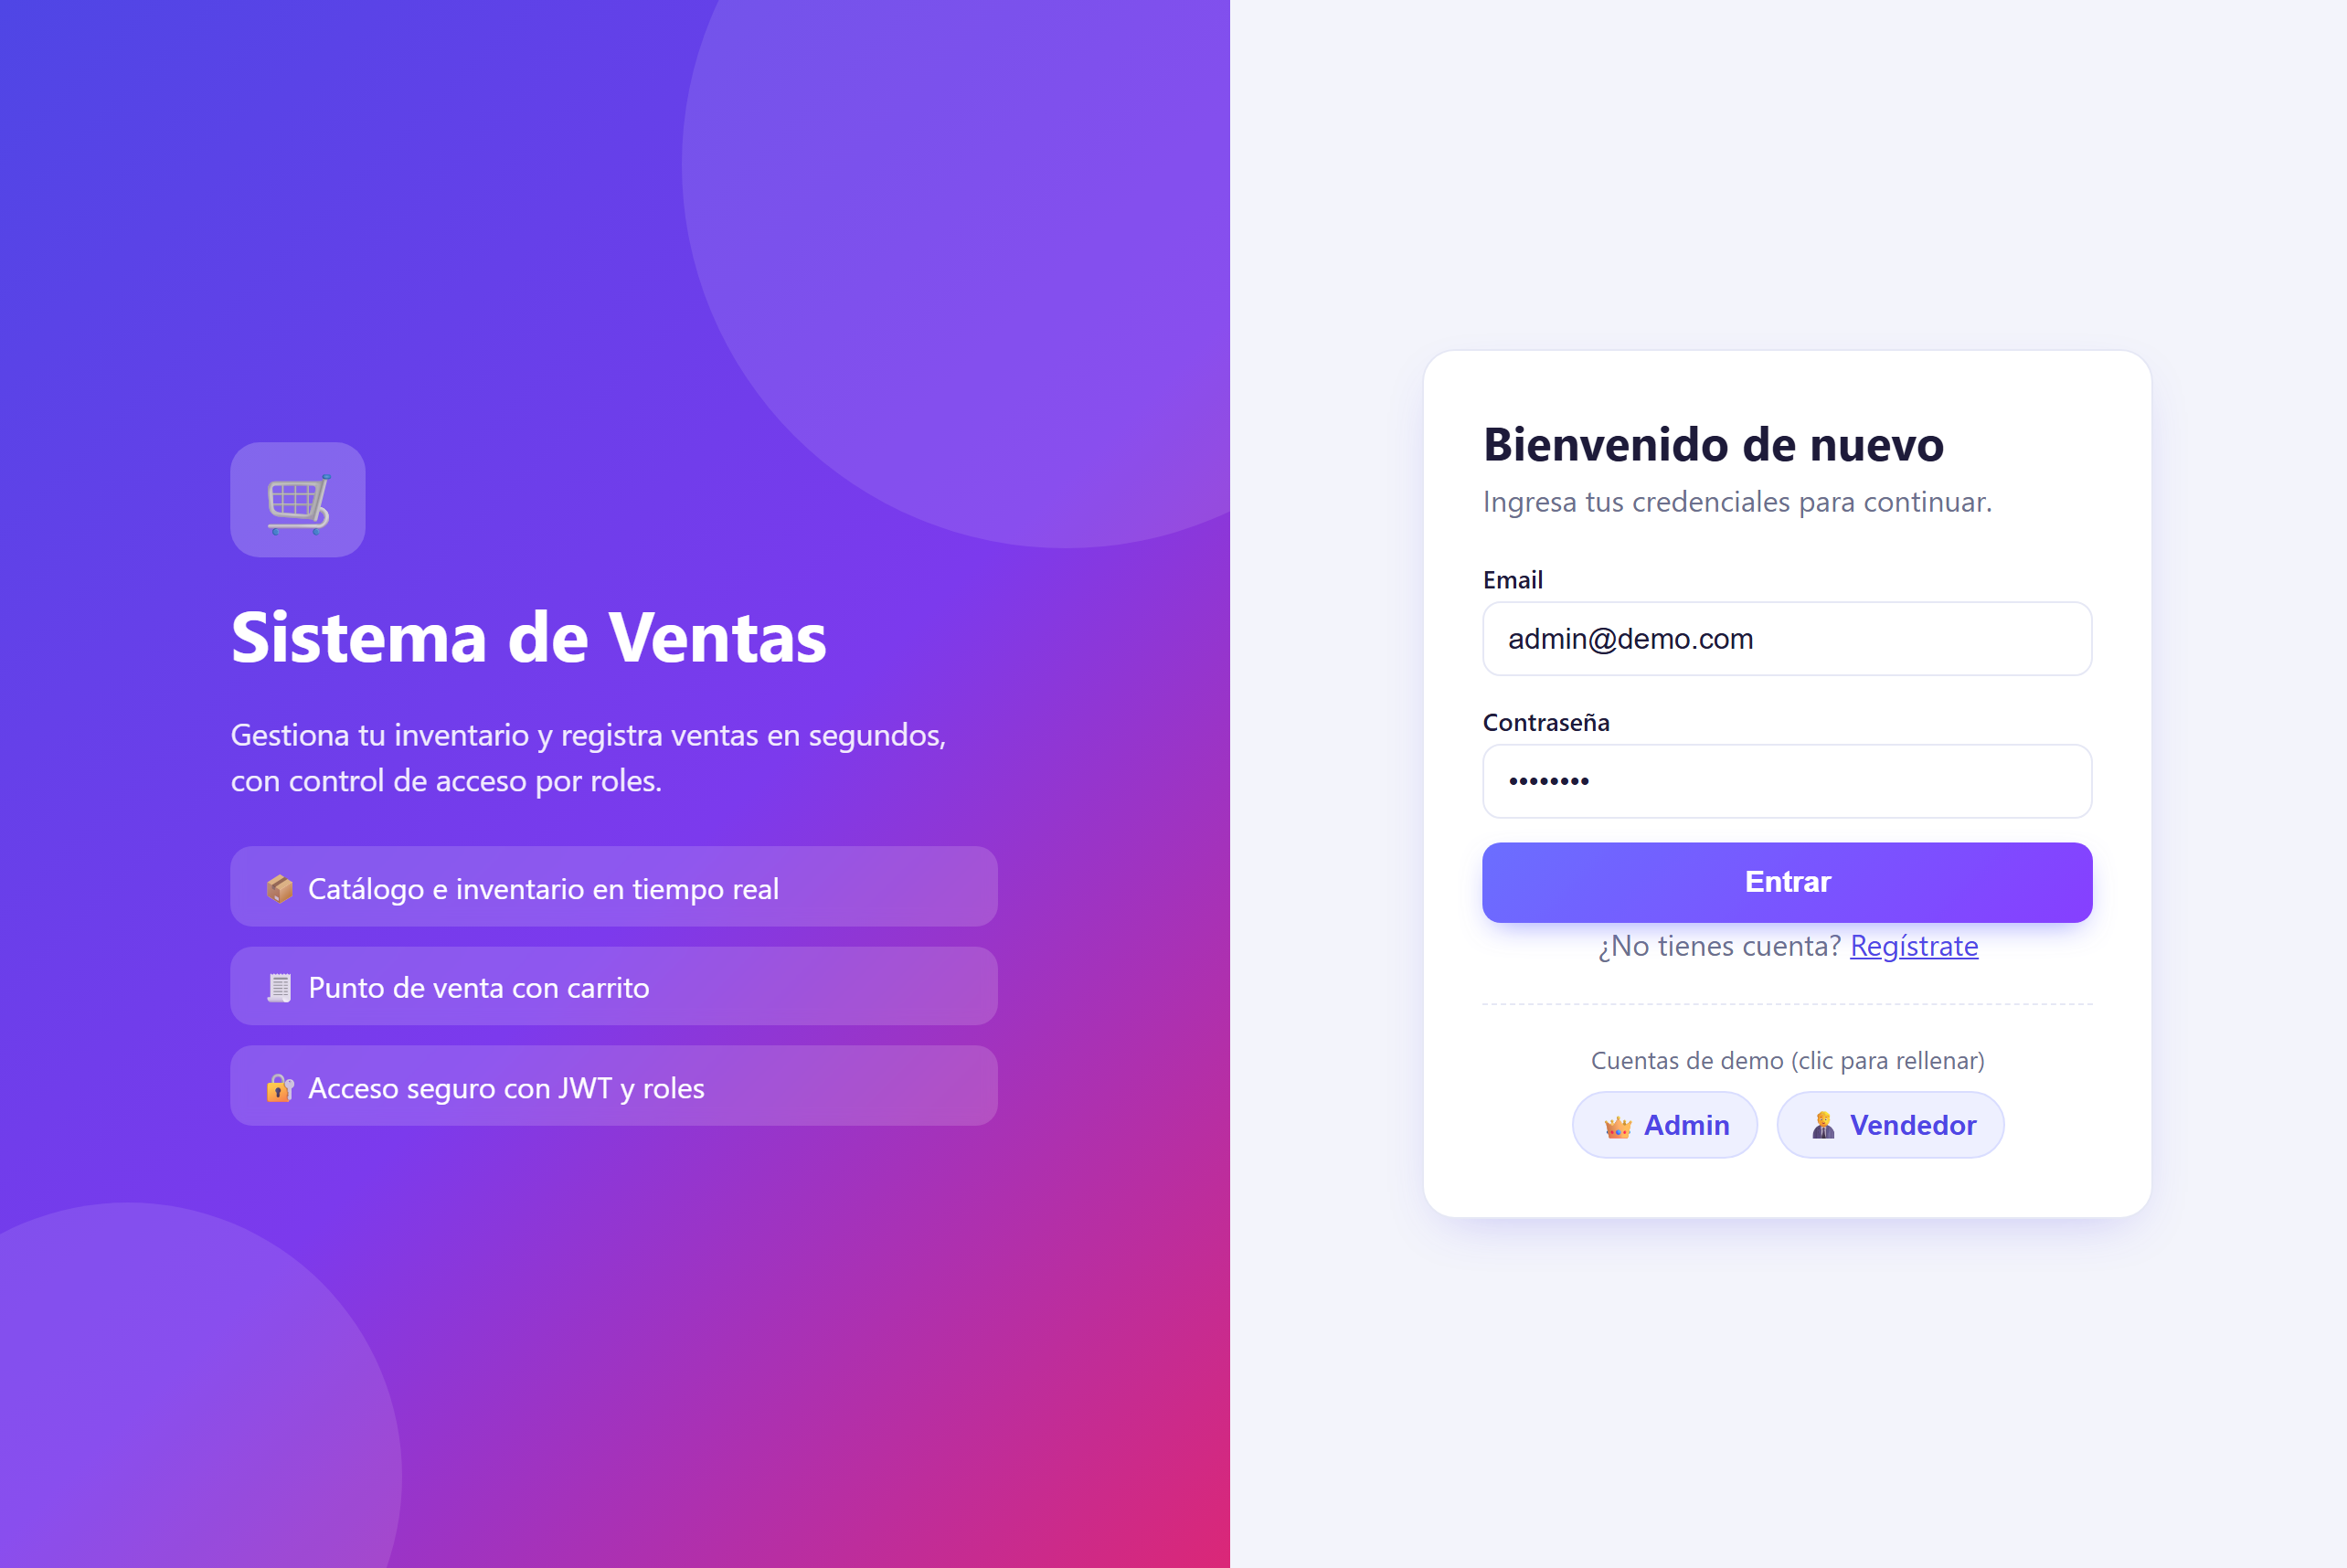 Sistema de Ventas
Gestiona tu inventario y registra ventas en segundos,
con control de acceso por roles.
Catálogo e inventario en tiempo real
Punto de venta con carrito
Acceso seguro con JWT y roles
Bienvenido de nuevo
Ingresa tus credenciales para continuar.
Email
admin@demo.com
Contraseña
••••••••
Entrar
¿No tienes cuenta? Regístrate
Cuentas de demo (clic para rellenar)
Admin
Vendedor